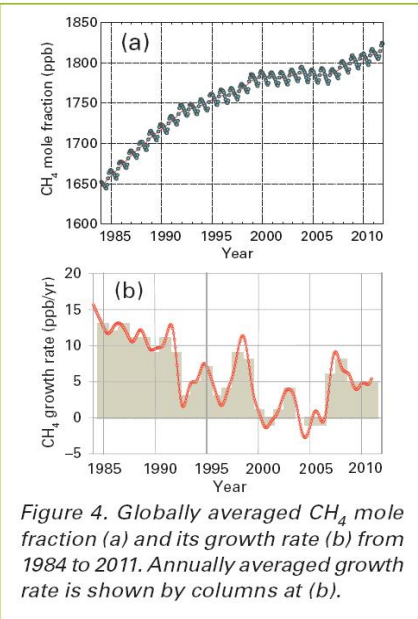 1850
(a)
1800
1750
1700
1650
1600
CH₄ mole fraction (ppb)
1985 1990 1995 2000 2005 2010
Year
20
(b)
15
10
5
0
−5
CH₄ growth rate (ppb/yr)
1985 1990 1995 2000 2005 2010
Year
Figure 4. Globally averaged CH₄ mole
fraction (a) and its growth rate (b) from
1984 to 2011. Annually averaged growth
rate is shown by columns at (b).